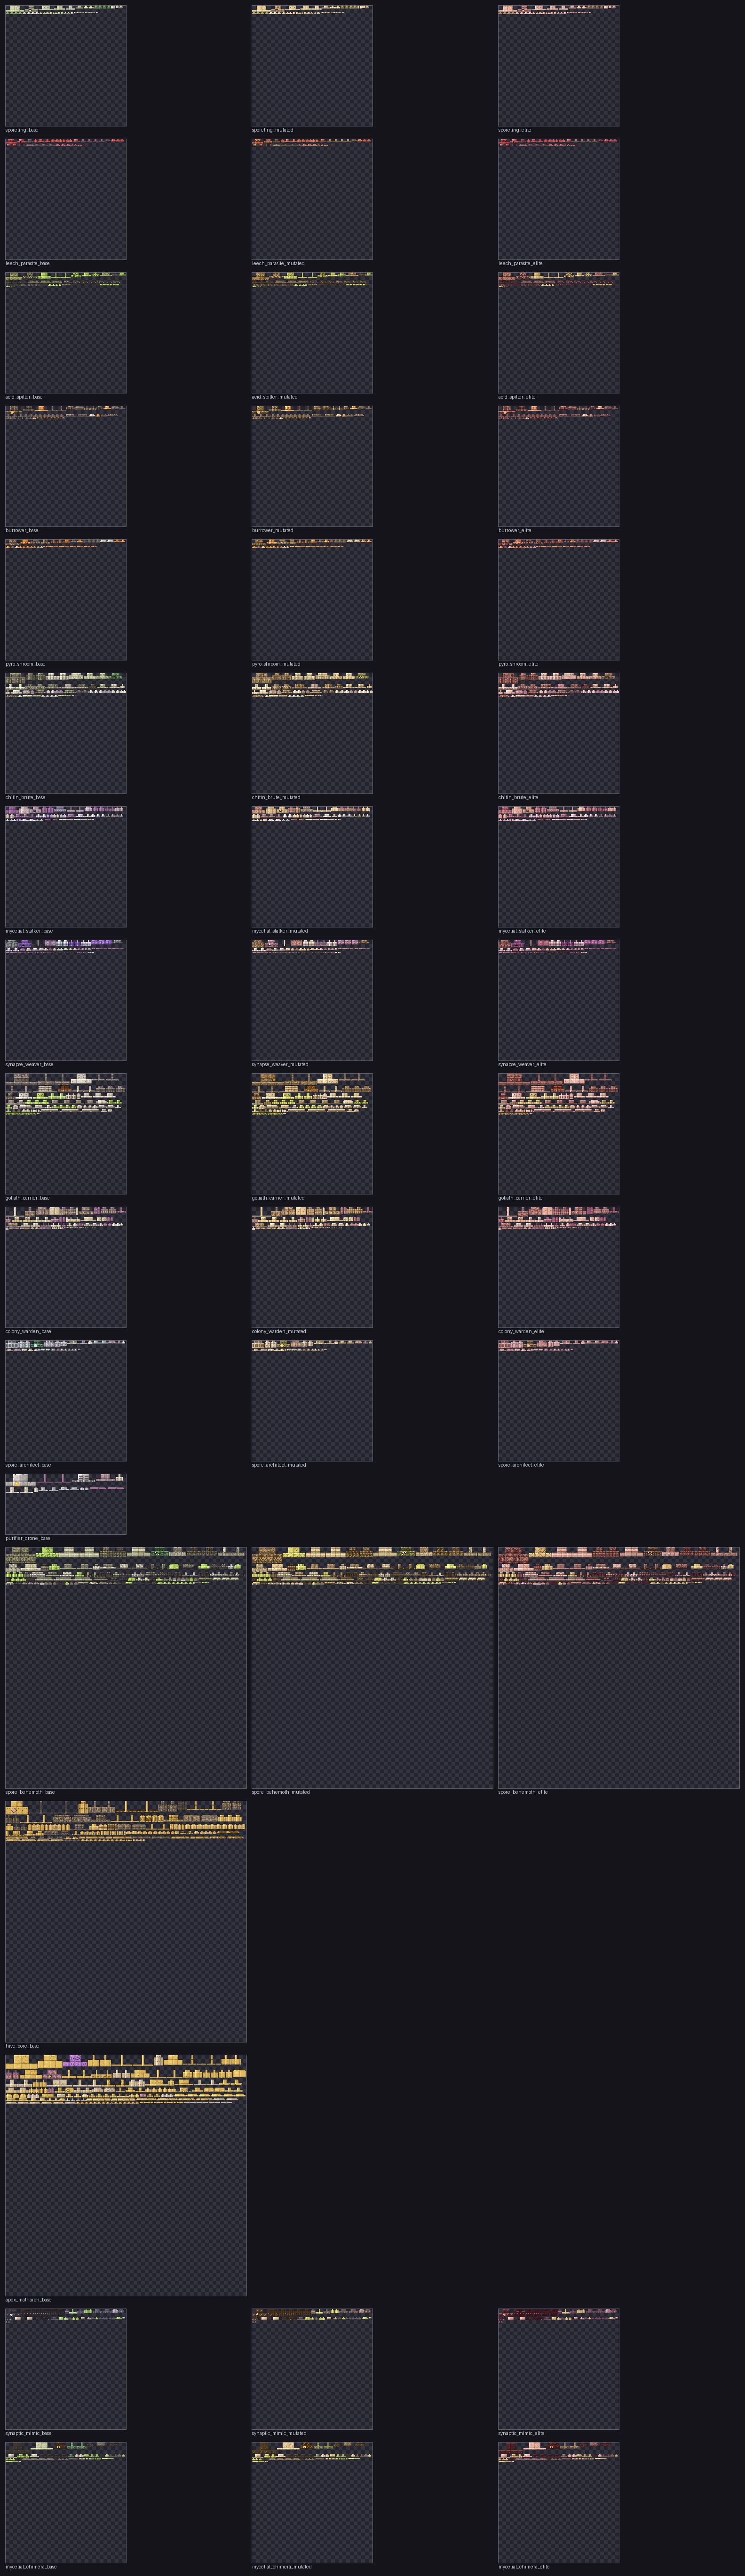 sporeling_base
sporeling_mutated
sporeling_elite
leech_parasite_base
leech_parasite_mutated
leech_parasite_elite
acid_spitter_base
acid_spitter_mutated
acid_spitter_elite
burrower_base
burrower_mutated
burrower_elite
pyro_shroom_base
pyro_shroom_mutated
pyro_shroom_elite
chitin_brute_base
chitin_brute_mutated
chitin_brute_elite
mycelial_stalker_base
mycelial_stalker_mutated
mycelial_stalker_elite
synapse_weaver_base
synapse_weaver_mutated
synapse_weaver_elite
goliath_carrier_base
goliath_carrier_mutated
goliath_carrier_elite
colony_warden_base
colony_warden_mutated
colony_warden_elite
spore_architect_base
spore_architect_mutated
spore_architect_elite
purifier_drone_base
spore_behemoth_base
spore_behemoth_mutated
spore_behemoth_elite
hive_core_base
apex_matriarch_base
synaptic_mimic_base
synaptic_mimic_mutated
synaptic_mimic_elite
mycelial_chimera_base
mycelial_chimera_mutated
mycelial_chimera_elite